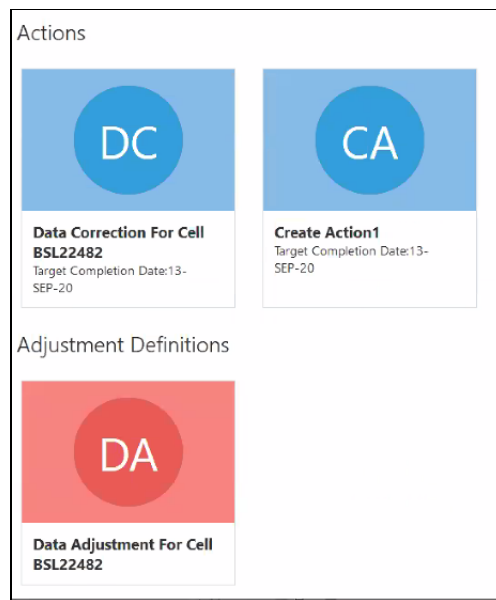 Actions
DC
CA
Data Correction For Cell
BSL22482
Target Completion Date:13-
SEP-20
Create Action1
Target Completion Date:13-
SEP-20
Adjustment Definitions
DA
Data Adjustment For Cell
BSL22482